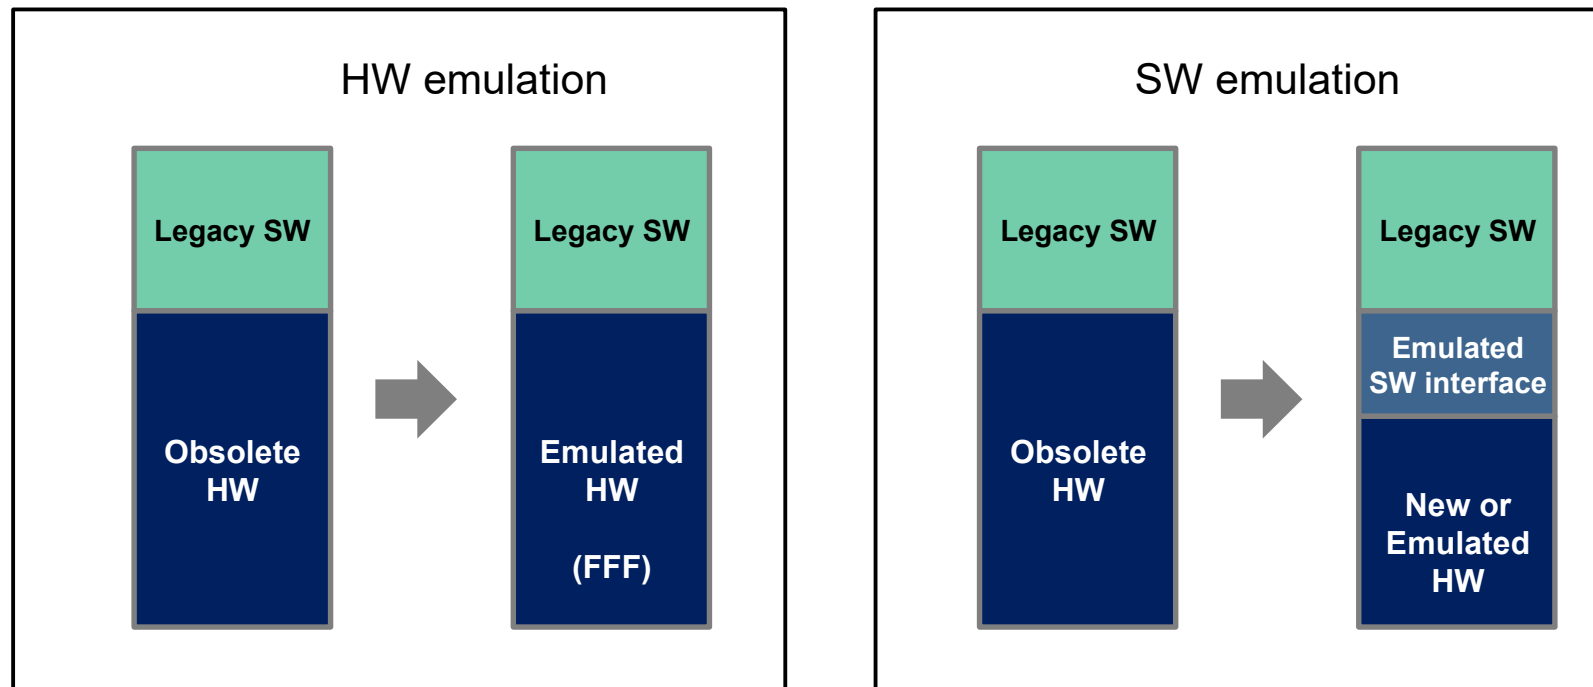 HW emulation
Legacy SW
Obsolete
HW
Legacy SW
Emulated
HW
(FFF)
SW emulation
Legacy SW
Obsolete
HW
Legacy SW
Emulated
SW interface
New or
Emulated
HW